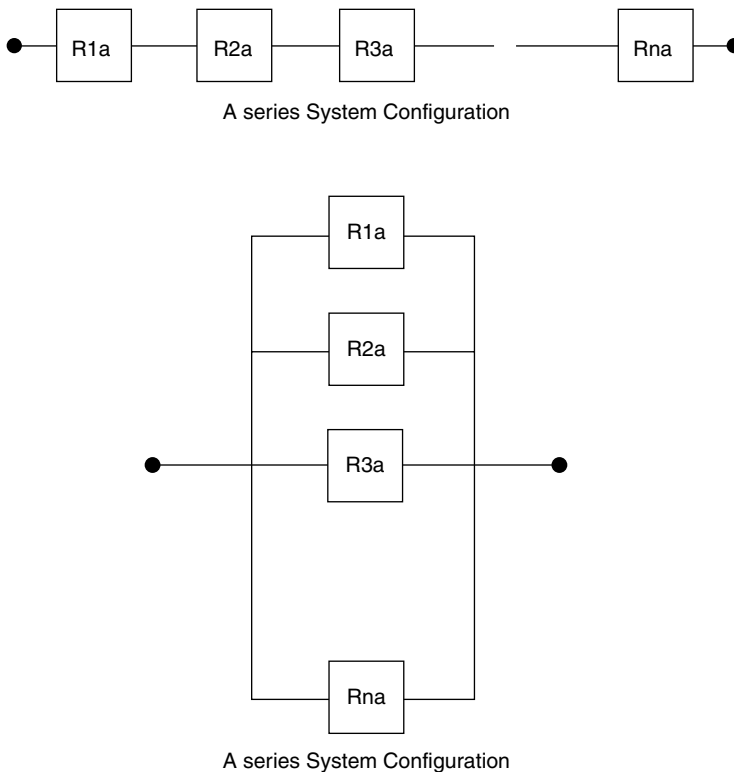 R1a R2a R3a Rna
A series System Configuration
R1a
R2a
R3a
Rna
A series System Configuration